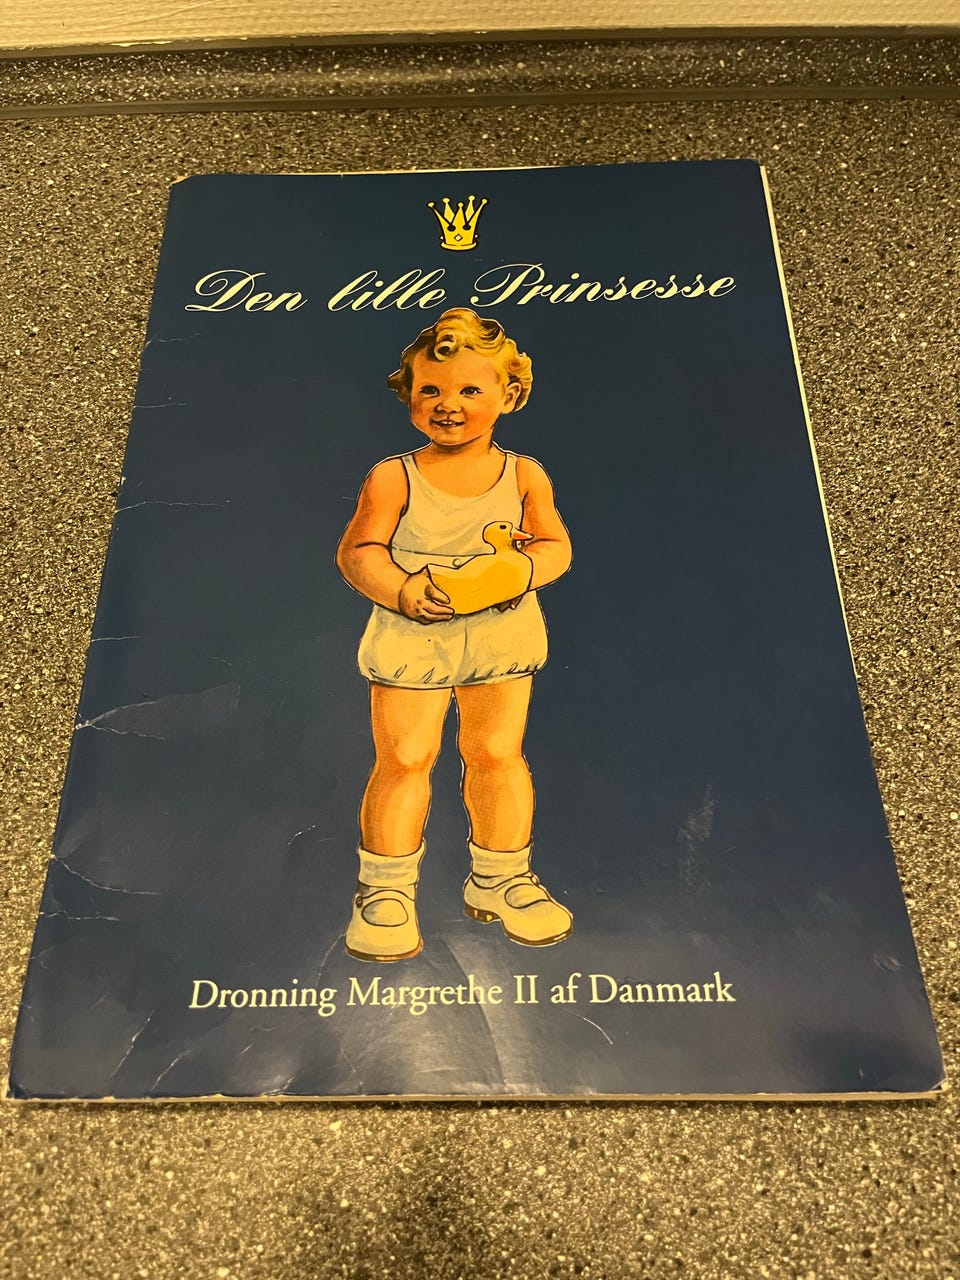 Den lille Prinsesse
Dronning Margrethe II af Danmark